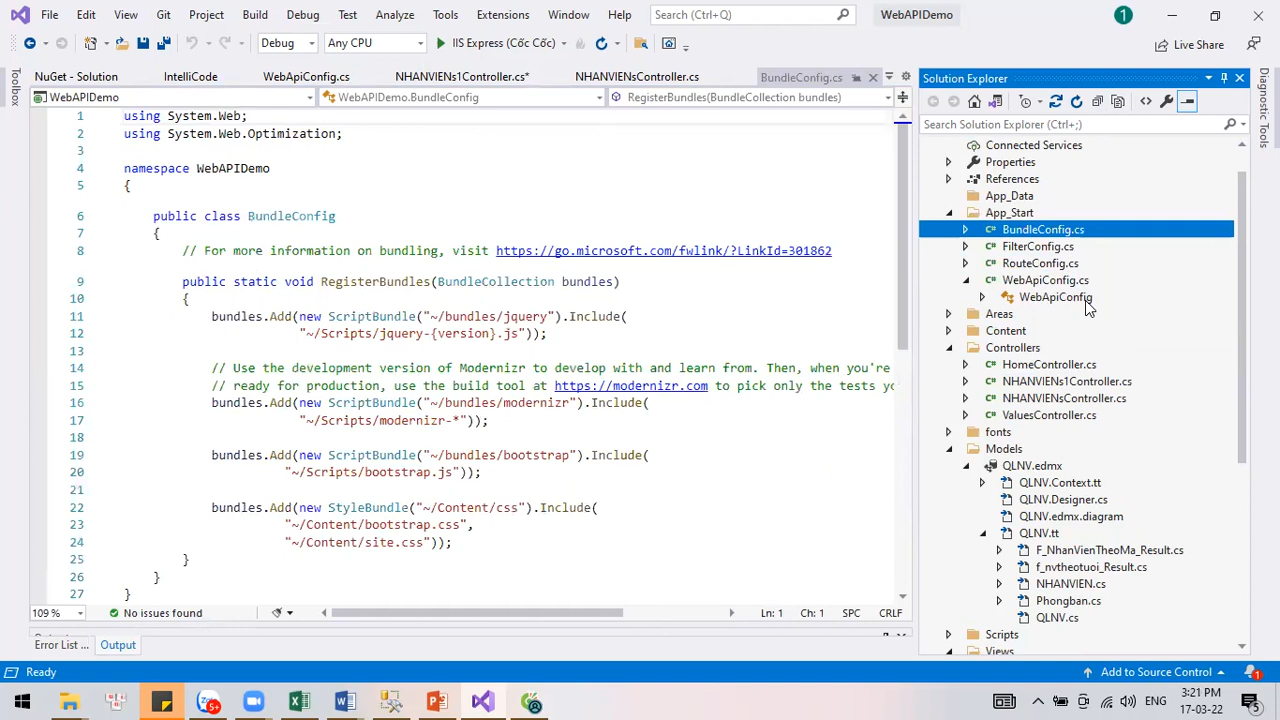 File Edit View Git Project Build Debug Test Analyze Tools Extensions Window Help Search (Ctrl+Q) WebAPIDemo 1
Debug Any CPU IIS Express (Cốc Cốc) Live Share
Toolbox
NuGet - Solution IntelliCode WebApiConfig.cs NHANVIENs1Controller.cs* NHANVIENsController.cs BundleConfig.cs
WebAPIDemo WebAPIDemo.BundleConfig RegisterBundles(BundleCollection bundles)
1 using System.Web;
2 using System.Web.Optimization;
3
4 namespace WebAPIDemo
5 {
6 public class BundleConfig
7 {
8 // For more information on bundling, visit https://go.microsoft.com/fwlink/?LinkId=301862
9 public static void RegisterBundles(BundleCollection bundles)
10 {
11 bundles.Add(new ScriptBundle("~/bundles/jquery").Include(
12 "~/Scripts/jquery-{version}.js"));
13
14 // Use the development version of Modernizr to develop with and learn from. Then, when you're
15 // ready for production, use the build tool at https://modernizr.com to pick only the tests
16 bundles.Add(new ScriptBundle("~/bundles/modernizr").Include(
17 "~/Scripts/modernizr-*"));
18
19 bundles.Add(new ScriptBundle("~/bundles/bootstrap").Include(
20 "~/Scripts/bootstrap.js"));
21
22 bundles.Add(new StyleBundle("~/Content/css").Include(
23 "~/Content/bootstrap.css",
24 "~/Content/site.css"));
25 }
26 }
27 }
109 % No issues found Ln: 1 Ch: 1 SPC CRLF
Error List ... Output
Solution Explorer
Search Solution Explorer (Ctrl+;)
Connected Services
Properties
References
App_Data
App_Start
BundleConfig.cs
FilterConfig.cs
RouteConfig.cs
WebApiConfig.cs
WebApiConfig
Areas
Content
Controllers
HomeController.cs
NHANVIENs1Controller.cs
NHANVIENsController.cs
ValuesController.cs
fonts
Models
QLNV.edmx
QLNV.Context.tt
QLNV.Designer.cs
QLNV.edmx.diagram
QLNV.tt
F_NhanVienTheoMa_Result.cs
f_nvtheotuoi_Result.cs
NHANVIEN.cs
Phongban.cs
QLNV.cs
Scripts
Views
Diagnostic Tools
Ready Add to Source Control 1
5+ ENG 3:21 PM
17-03-22 5